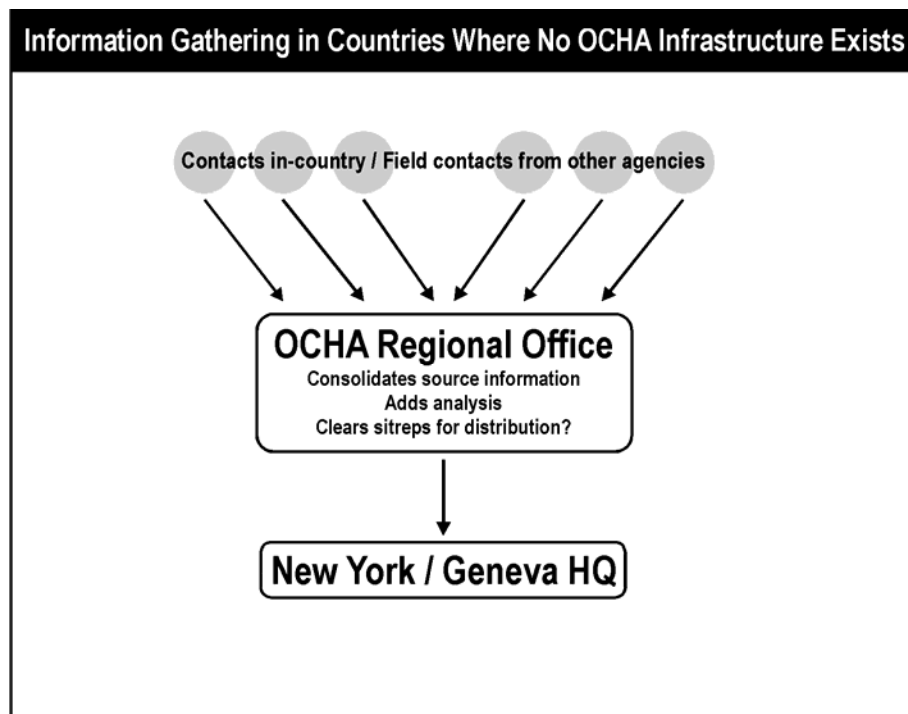 Information Gathering in Countries Where No OCHA Infrastructure Exists
Contacts in-country / Field contacts from other agencies
OCHA Regional Office
Consolidates source information
Adds analysis
Clears sitreps for distribution?
New York / Geneva HQ